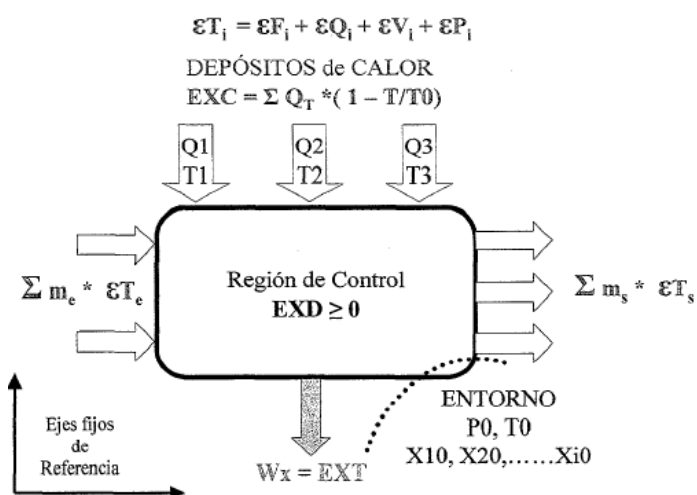 εT_i = εF_i + εQ_i + εV_i + εP_i
DEPÓSITOS de CALOR
EXC = Σ Q_T *( 1 – T/T0)
Q1 Q2 Q3
T1 T2 T3
Σ m_e * εT_e
Región de Control
EXD ≥ 0
Σ m_s * εT_s
ENTORNO
P0, T0
X10, X20,……Xi0
Ejes fijos
de
Referencia
Wx = EXT